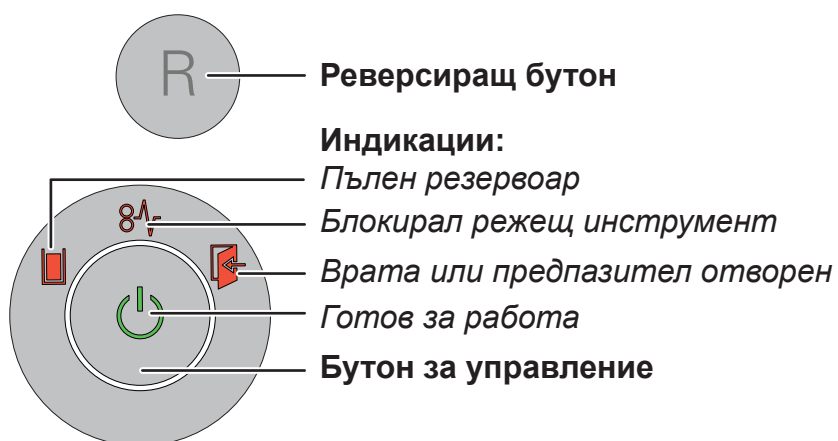 R
Реверсиращ бутон
Индикации:
Пълен резервоар
Блокирал режещ инструмент
Врата или предпазител отворен
Готов за работа
Бутон за управление